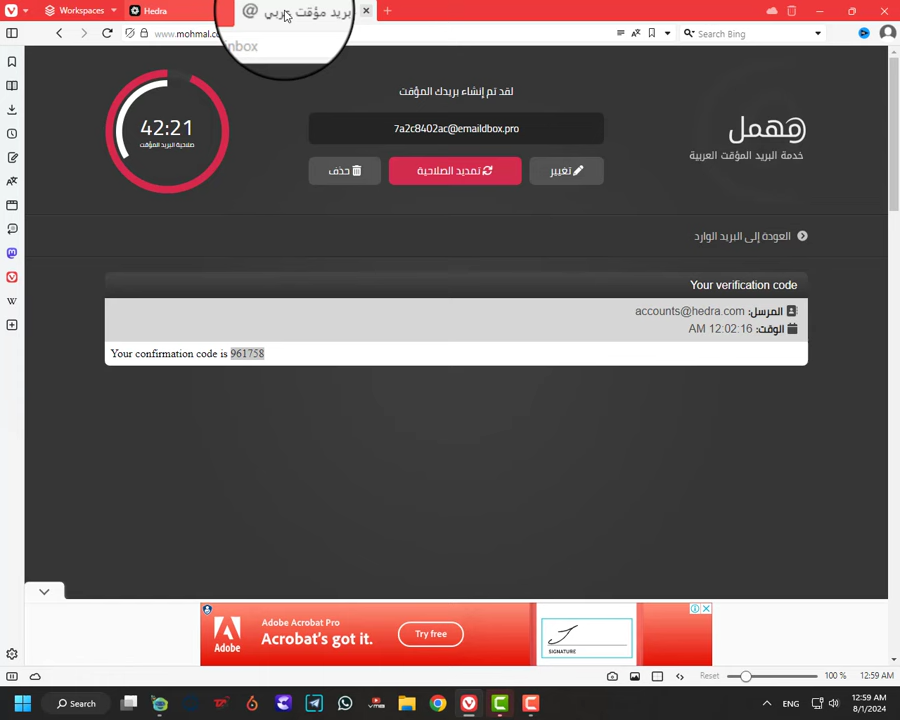 Workspaces
Hedra
@ بريد مؤقت عربي
inbox
www.mohmal.c
Search Bing
42:21
صلاحية البريد المؤقت
لقد تم إنشاء بريدك المؤقت
7a2c8402ac@emaildbox.pro
حذف
تمديد الصلاحية
تغيير
مهمل
خدمة البريد المؤقت العربية
العودة إلى البريد الوارد
Your verification code
المرسل: accounts@hedra.com
الوقت: 12:02:16 AM
Your confirmation code is 961758
Adobe
Adobe Acrobat Pro
Acrobat's got it.
Try free
SIGNATURE
Reset
100 %
12:59 AM
Search
ENG
12:59 AM
8/1/2024